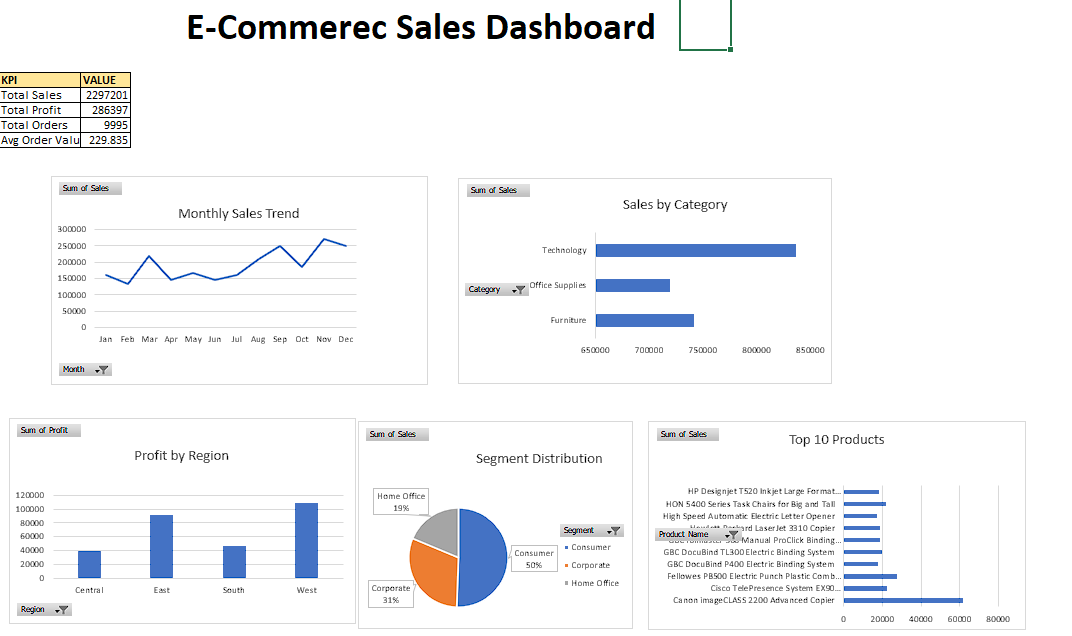 E-Commerec Sales Dashboard
KPI VALUE
Total Sales 2297201
Total Profit 286397
Total Orders 9995
Avg Order Valu 229.835
Sum of Sales
Monthly Sales Trend
300000
250000
200000
150000
100000
50000
0
Jan Feb Mar Apr May Jun Jul Aug Sep Oct Nov Dec
Month
Sum of Sales
Sales by Category
Technology
Category
Office Supplies
Furniture
650000 700000 750000 800000 850000
Sum of Profit
Profit by Region
120000
100000
80000
60000
40000
20000
0
Central East South West
Region
Sum of Sales
Segment Distribution
Home Office
19%
Consumer
50%
Corporate
31%
Segment
Consumer
Corporate
Home Office
Sum of Sales
Top 10 Products
HP Designjet T520 Inkjet Large Format...
HON 5400 Series Task Chairs for Big and Tall
High Speed Automatic Electric Letter Opener
LaserJet 3310 Copier
Product Name
Manual ProClick Binding...
GBC DocuBind TL300 Electric Binding System
GBC DocuBind P400 Electric Binding System
Fellowes PB500 Electric Punch Plastic Comb...
Cisco TelePresence System EX90...
Canon imageCLASS 2200 Advanced Copier
0 20000 40000 60000 80000